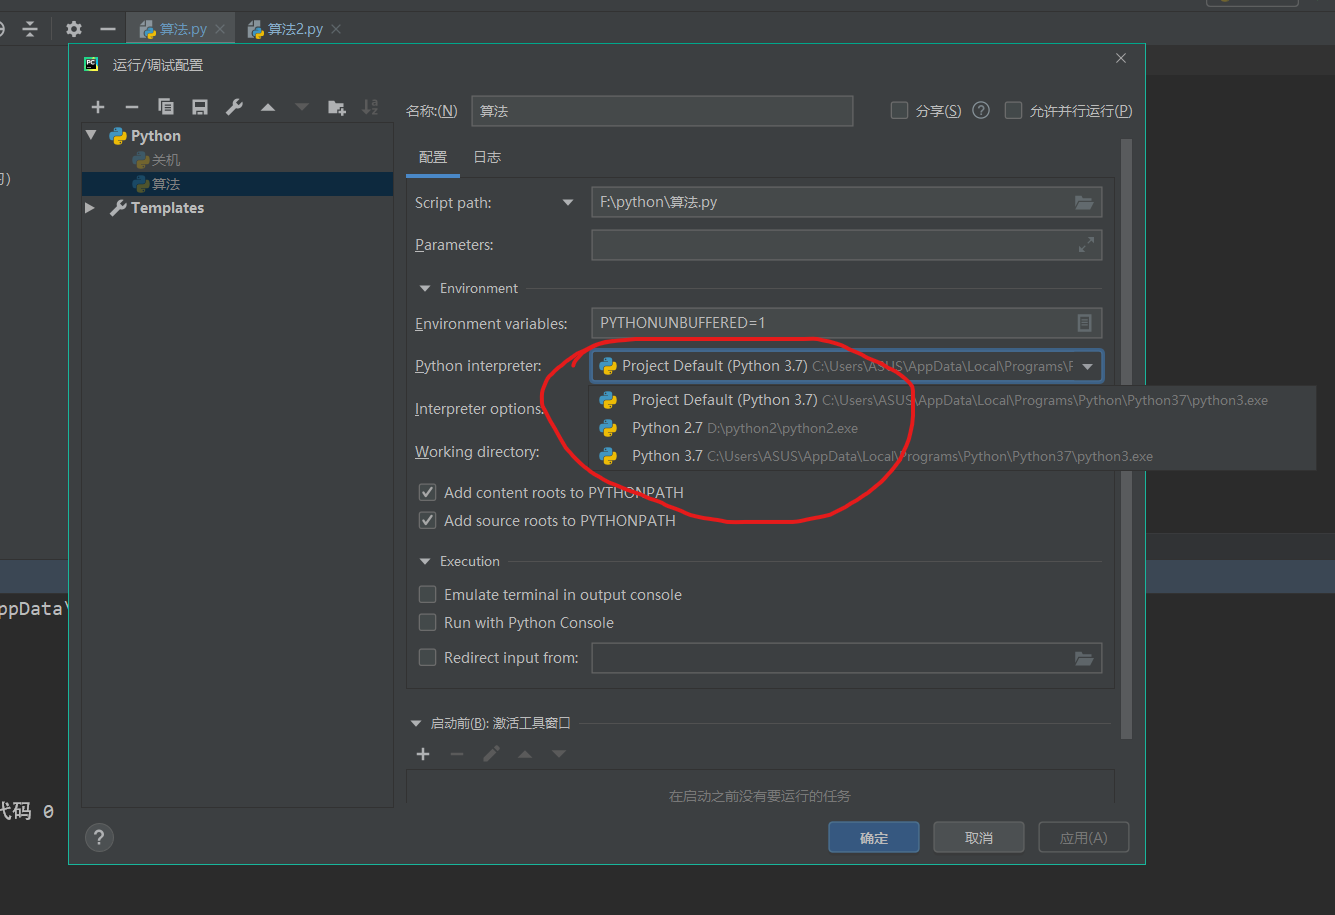 算法.py
算法2.py
运行/调试配置
名称:(N)
算法
分享(S)
允许并行运行(P)
Python
关机
算法
Templates
配置
日志
Script path:
F:\python\算法.py
Parameters:
Environment
Environment variables:
PYTHONUNBUFFERED=1
Python interpreter:
Project Default (Python 3.7) C:\Users\ASUS\AppData\Local\Programs\F
Project Default (Python 3.7) C:\Users\ASUS\AppData\Local\Programs\Python\Python37\python3.exe
Interpreter options:
Python 2.7 D:\python2\python2.exe
Working directory:
Python 3.7 C:\Users\ASUS\AppData\Local\Programs\Python\Python37\python3.exe
Add content roots to PYTHONPATH
Add source roots to PYTHONPATH
Execution
Emulate terminal in output console
Run with Python Console
Redirect input from:
启动前(B): 激活工具窗口
在启动之前没有要运行的任务
确定
取消
应用(A)
ppData\
代码 0